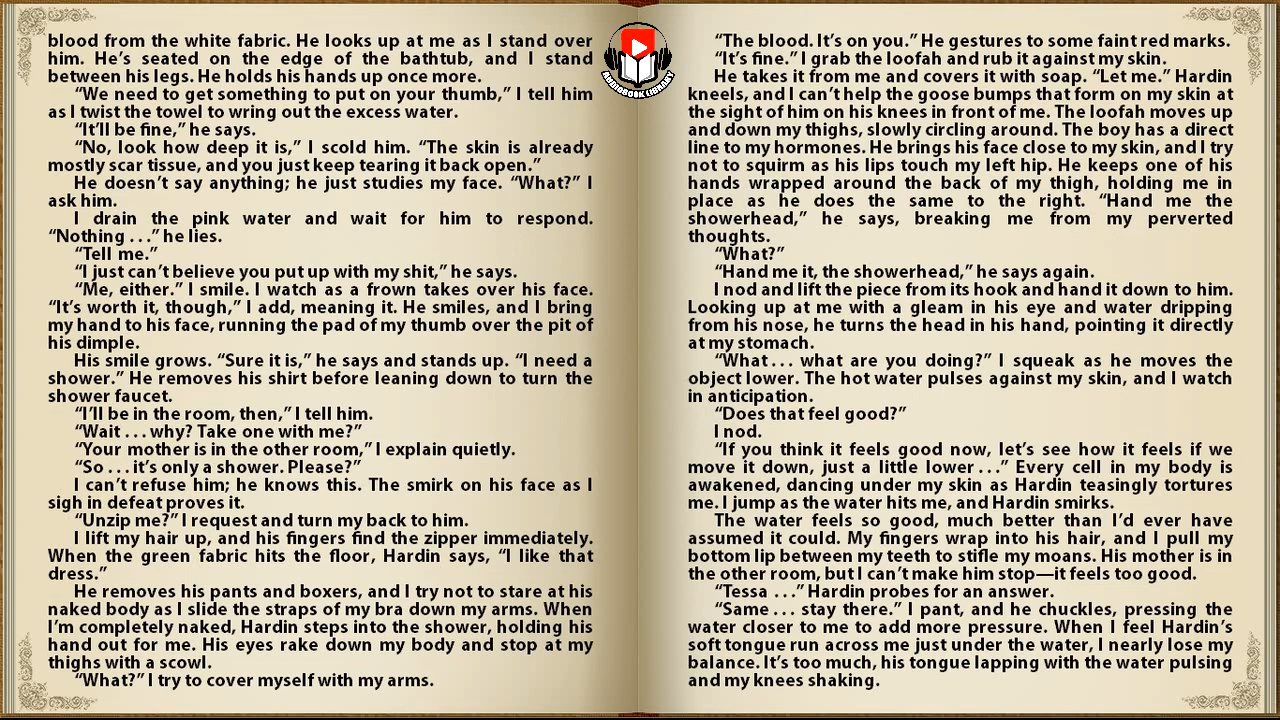 blood from the white fabric. He looks up at me as I stand over
him. He’s seated on the edge of the bathtub, and I stand
between his legs. He holds his hands up once more.
“We need to get something to put on your thumb,” I tell him
as I twist the towel to wring out the excess water.
“It’ll be fine,” he says.
“No, look how deep it is,” I scold him. “The skin is already
mostly scar tissue, and you just keep tearing it back open.”
He doesn’t say anything; he just studies my face. “What?” I
ask him.
I drain the pink water and wait for him to respond.
“Nothing . . .” he lies.
“Tell me.”
“I just can’t believe you put up with my shit,” he says.
“Me, either.” I smile. I watch as a frown takes over his face.
“It’s worth it, though,” I add, meaning it. He smiles, and I bring
my hand to his face, running the pad of my thumb over the pit of
his dimple.
His smile grows. “Sure it is,” he says and stands up. “I need a
shower.” He removes his shirt before leaning down to turn the
shower faucet.
“I’ll be in the room, then,” I tell him.
“Wait . . . why? Take one with me?”
“Your mother is in the other room,” I explain quietly.
“So . . . it’s only a shower. Please?”
I can’t refuse him; he knows this. The smirk on his face as I
sigh in defeat proves it.
“Unzip me?” I request and turn my back to him.
I lift my hair up, and his fingers find the zipper immediately.
When the green fabric hits the floor, Hardin says, “I like that
dress.”
He removes his pants and boxers, and I try not to stare at his
naked body as I slide the straps of my bra down my arms. When
I’m completely naked, Hardin steps into the shower, holding his
hand out for me. His eyes rake down my body and stop at my
thighs with a scowl.
“What?” I try to cover myself with my arms.
AUDIOBOOK LIBRARY
“The blood. It’s on you.” He gestures to some faint red marks.
“It’s fine.” I grab the loofah and rub it against my skin.
He takes it from me and covers it with soap. “Let me.” Hardin
kneels, and I can’t help the goose bumps that form on my skin at
the sight of him on his knees in front of me. The loofah moves up
and down my thighs, slowly circling around. The boy has a direct
line to my hormones. He brings his face close to my skin, and I try
not to squirm as his lips touch my left hip. He keeps one of his
hands wrapped around the back of my thigh, holding me in
place as he does the same to the right. “Hand me the
showerhead,” he says, breaking me from my perverted
thoughts.
“What?”
“Hand me it, the showerhead,” he says again.
I nod and lift the piece from its hook and hand it down to him.
Looking up at me with a gleam in his eye and water dripping
from his nose, he turns the head in his hand, pointing it directly
at my stomach.
“What . . . what are you doing?” I squeak as he moves the
object lower. The hot water pulses against my skin, and I watch
in anticipation.
“Does that feel good?”
I nod.
“If you think it feels good now, let’s see how it feels if we
move it down, just a little lower . . .” Every cell in my body is
awakened, dancing under my skin as Hardin teasingly tortures
me. I jump as the water hits me, and Hardin smirks.
The water feels so good, much better than I’d ever have
assumed it could. My fingers wrap into his hair, and I pull my
bottom lip between my teeth to stifle my moans. His mother is in
the other room, but I can’t make him stop—it feels too good.
“Tessa . . .” Hardin probes for an answer.
“Same . . . stay there.” I pant, and he chuckles, pressing the
water closer to me to add more pressure. When I feel Hardin’s
soft tongue run across me just under the water, I nearly lose my
balance. It’s too much, his tongue lapping with the water pulsing
and my knees shaking.